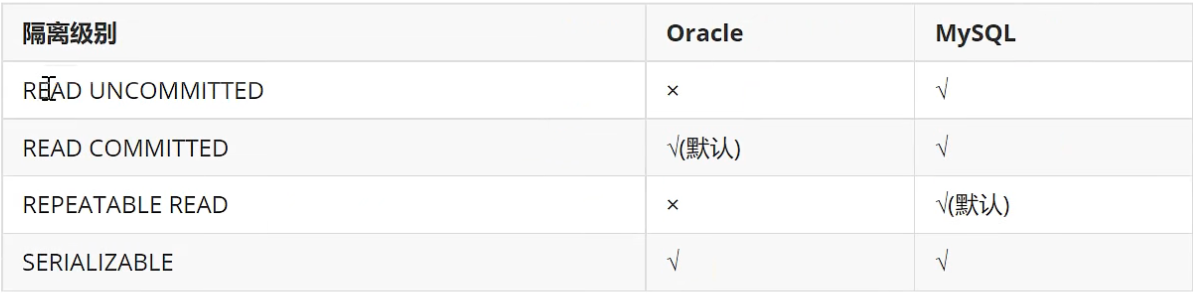 隔离级别 Oracle MySQL
READ UNCOMMITTED × √
READ COMMITTED √(默认) √
REPEATABLE READ × √(默认)
SERIALIZABLE √ √